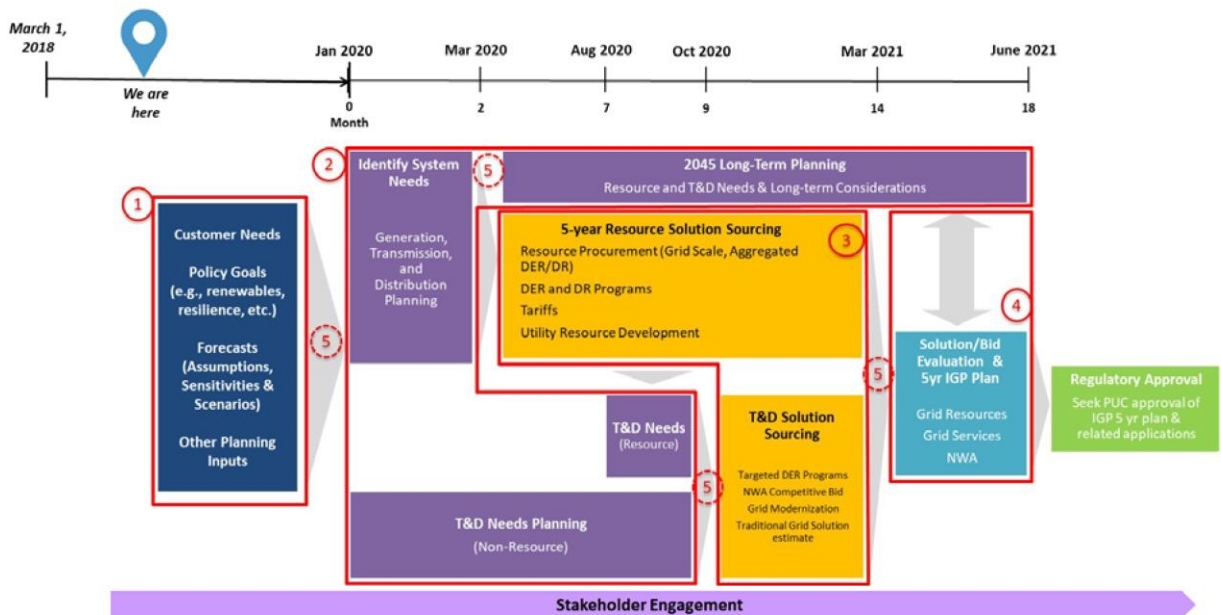 March 1,
2018
We are
here
Jan 2020
Mar 2020
Aug 2020
Oct 2020
Mar 2021
June 2021
0
2
7
9
14
18
Month
1
Customer Needs
Policy Goals
(e.g., renewables,
resilience, etc.)
Forecasts
(Assumptions,
Sensitivities &
Scenarios)
Other Planning
Inputs
5
2
Identify System
Needs
Generation,
Transmission,
and
Distribution
Planning
5
2045 Long-Term Planning
Resource and T&D Needs & Long-term Considerations
5-year Resource Solution Sourcing
3
Resource Procurement (Grid Scale, Aggregated
DER/DR)
DER and DR Programs
Tariffs
Utility Resource Development
T&D Needs
(Resource)
T&D Needs Planning
(Non-Resource)
5
T&D Solution
Sourcing
Targeted DER Programs
NWA Competitive Bid
Grid Modernization
Traditional Grid Solution
estimate
5
4
Solution/Bid
Evaluation &
5yr IGP Plan
Grid Resources
Grid Services
NWA
Regulatory Approval
Seek PUC approval of
IGP 5 yr plan &
related applications
Stakeholder Engagement